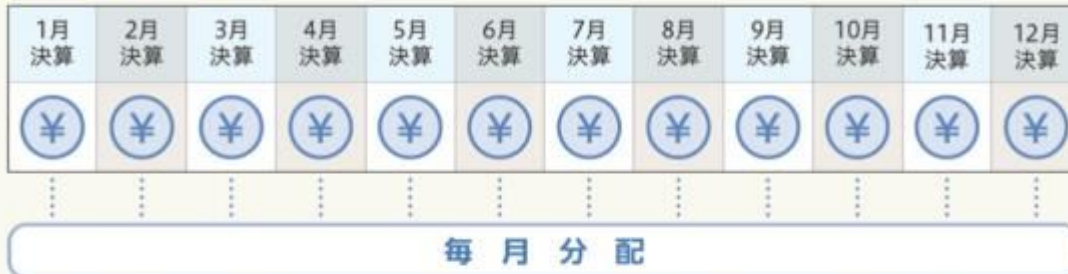 1月 2月 3月 4月 5月 6月 7月 8月 9月 10月 11月 12月
決算 決算 決算 決算 決算 決算 決算 決算 決算 決算 決算 決算
¥ ¥ ¥ ¥ ¥ ¥ ¥ ¥ ¥ ¥ ¥ ¥
毎月分配